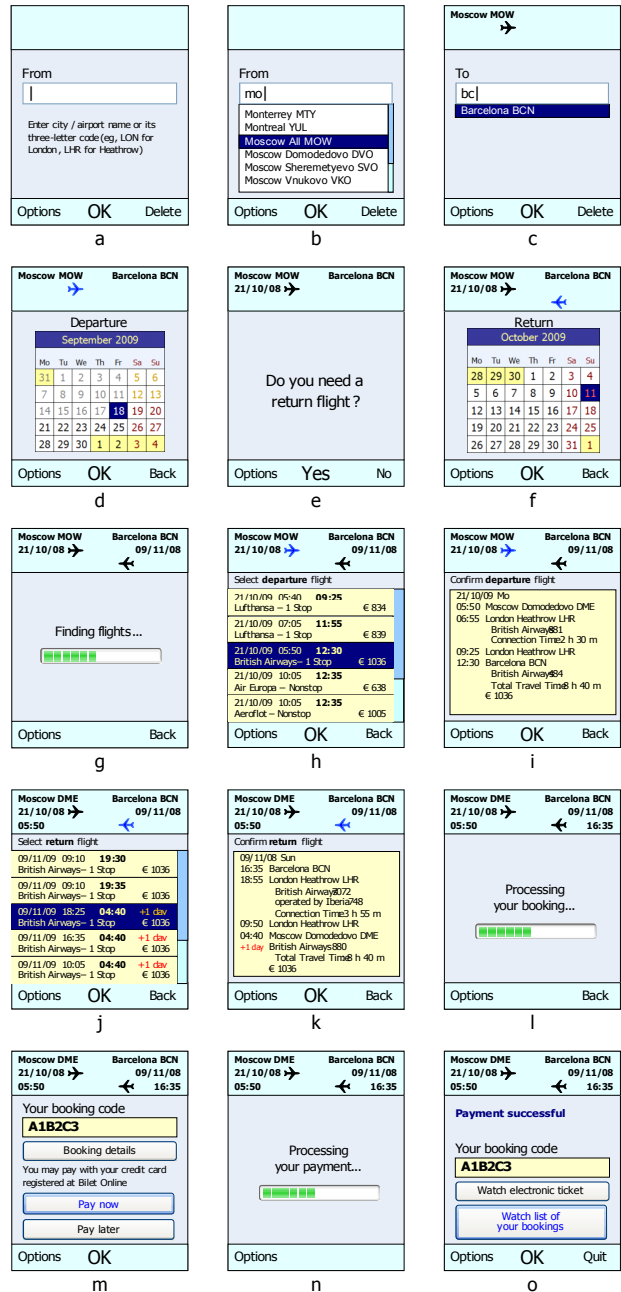 From
Enter city / airport name or its
three-letter code (eg, LON for
London, LHR for Heathrow)
Options OK Delete
a
From
mo
Monterrey MTY
Montreal YUL
Moscow All MOW
Moscow Domodedovo DVO
Moscow Sheremetyevo SVO
Moscow Vnukovo VKO
Options OK Delete
b
Moscow MOW
To
bc
Barcelona BCN
Options OK Delete
c
Moscow MOW Barcelona BCN
Departure
September 2009
Mo Tu We Th Fr Sa Su
31 1 2 3 4 5 6
7 8 9 10 11 12 13
14 15 16 17 18 19 20
21 22 23 24 25 26 27
28 29 30 1 2 3 4
Options OK Back
d
Moscow MOW Barcelona BCN
21/10/08
Do you need a
return flight ?
Options Yes No
e
Moscow MOW Barcelona BCN
21/10/08
Return
October 2009
Mo Tu We Th Fr Sa Su
28 29 30 1 2 3 4
5 6 7 8 9 10 11
12 13 14 15 16 17 18
19 20 21 22 23 24 25
26 27 28 29 30 31 1
Options OK Back
f
Moscow MOW Barcelona BCN
21/10/08 09/11/08
Finding flights...
Options Back
g
Moscow MOW Barcelona BCN
21/10/08 09/11/08
Select departure flight
21/10/09 05:40 09:25
Lufthansa – 1 Stop € 834
21/10/09 07:05 11:55
Lufthansa – 1 Stop € 839
21/10/09 05:50 12:30
British Airways– 1 Stop € 1036
21/10/09 10:05 12:35
Air Europa – Nonstop € 638
21/10/09 10:05 12:35
Aeroflot – Nonstop € 1005
Options OK Back
h
Moscow MOW Barcelona BCN
21/10/08 09/11/08
Confirm departure flight
21/10/09 Mo
05:50 Moscow Domodedovo DME
06:55 London Heathrow LHR
British Airways881
Connection Time2 h 30 m
09:25 London Heathrow LHR
12:30 Barcelona BCN
British Airways484
Total Travel Time8 h 40 m
€ 1036
Options OK Back
i
Moscow DME Barcelona BCN
21/10/08 09/11/08
05:50
Select return flight
09/11/09 09:10 19:30
British Airways– 1 Stop € 1036
09/11/09 09:10 19:35
British Airways– 1 Stop € 1036
09/11/09 18:25 04:40 +1 day
British Airways– 1 Stop € 1036
09/11/09 16:35 04:40 +1 day
British Airways– 1 Stop € 1036
09/11/09 10:05 04:40 +1 day
British Airways– 1 Stop € 1036
Options OK Back
j
Moscow DME Barcelona BCN
21/10/08 09/11/08
05:50 16:35
Confirm return flight
09/11/08 Sun
16:35 Barcelona BCN
18:55 London Heathrow LHR
British Airways7072
operated by Iberia748
Connection Time3 h 55 m
09:50 London Heathrow LHR
04:40 Moscow Domodedovo DME
+1 day British Airways880
Total Travel Time8 h 40 m
€ 1036
Options OK Back
k
Moscow DME Barcelona BCN
21/10/08 09/11/08
05:50 16:35
Processing
your booking...
Options Back
l
Moscow DME Barcelona BCN
21/10/08 09/11/08
05:50 16:35
Your booking code
A1B2C3
Booking details
You may pay with your credit card
registered at Bilet Online
Pay now
Pay later
Options OK
m
Moscow DME Barcelona BCN
21/10/08 09/11/08
05:50 16:35
Processing
your payment...
Options
n
Moscow DME Barcelona BCN
21/10/08 09/11/08
05:50 16:35
Payment successful
Your booking code
A1B2C3
Watch electronic ticket
Watch list of
your bookings
Options OK Quit
o